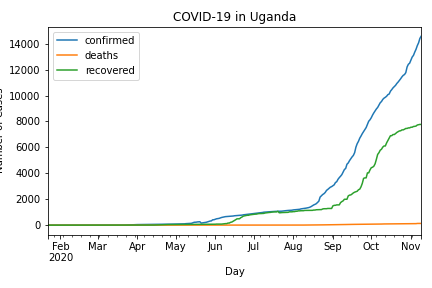 COVID-19 in Uganda
confirmed
deaths
recovered
14000
12000
10000
8000
6000
4000
2000
0
Feb Mar Apr May Jun Jul Aug Sep Oct Nov
2020
Day